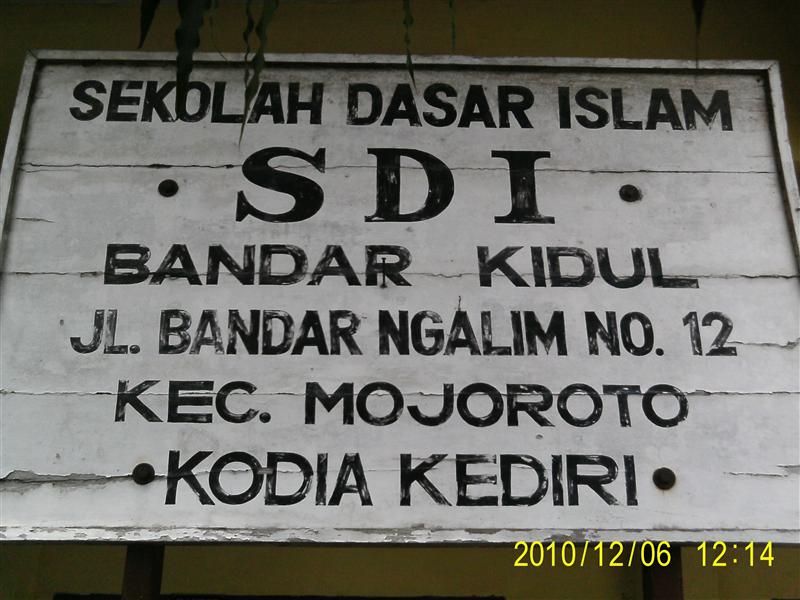 SEKOLAH DASAR ISLAM
SDI
BANDAR KIDUL
JL. BANDAR NGALIM NO. 12
KEC. MOJOROTO
KODIA KEDIRI
2010/12/06 12:14